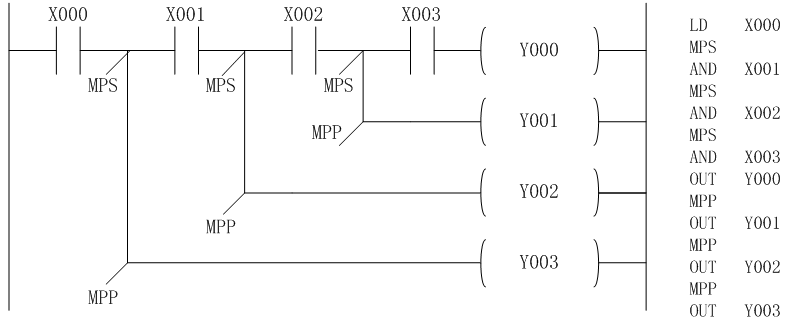 X000 X001 X002 X003
Y000
MPS MPS MPS
Y001
MPP
Y002
MPP
Y003
MPP
LD X000
MPS
AND X001
MPS
AND X002
MPS
AND X003
OUT Y000
MPP
OUT Y001
MPP
OUT Y002
MPP
OUT Y003